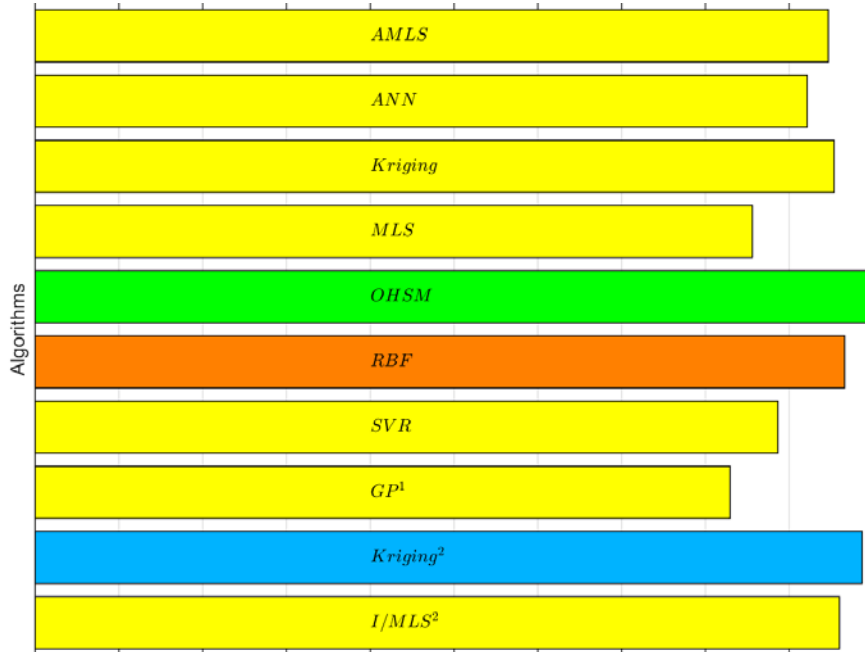 AMLS
ANN
Kriging
MLS
OHSM
Algorithms
RBF
SVR
GP¹
Kriging²
I/MLS²